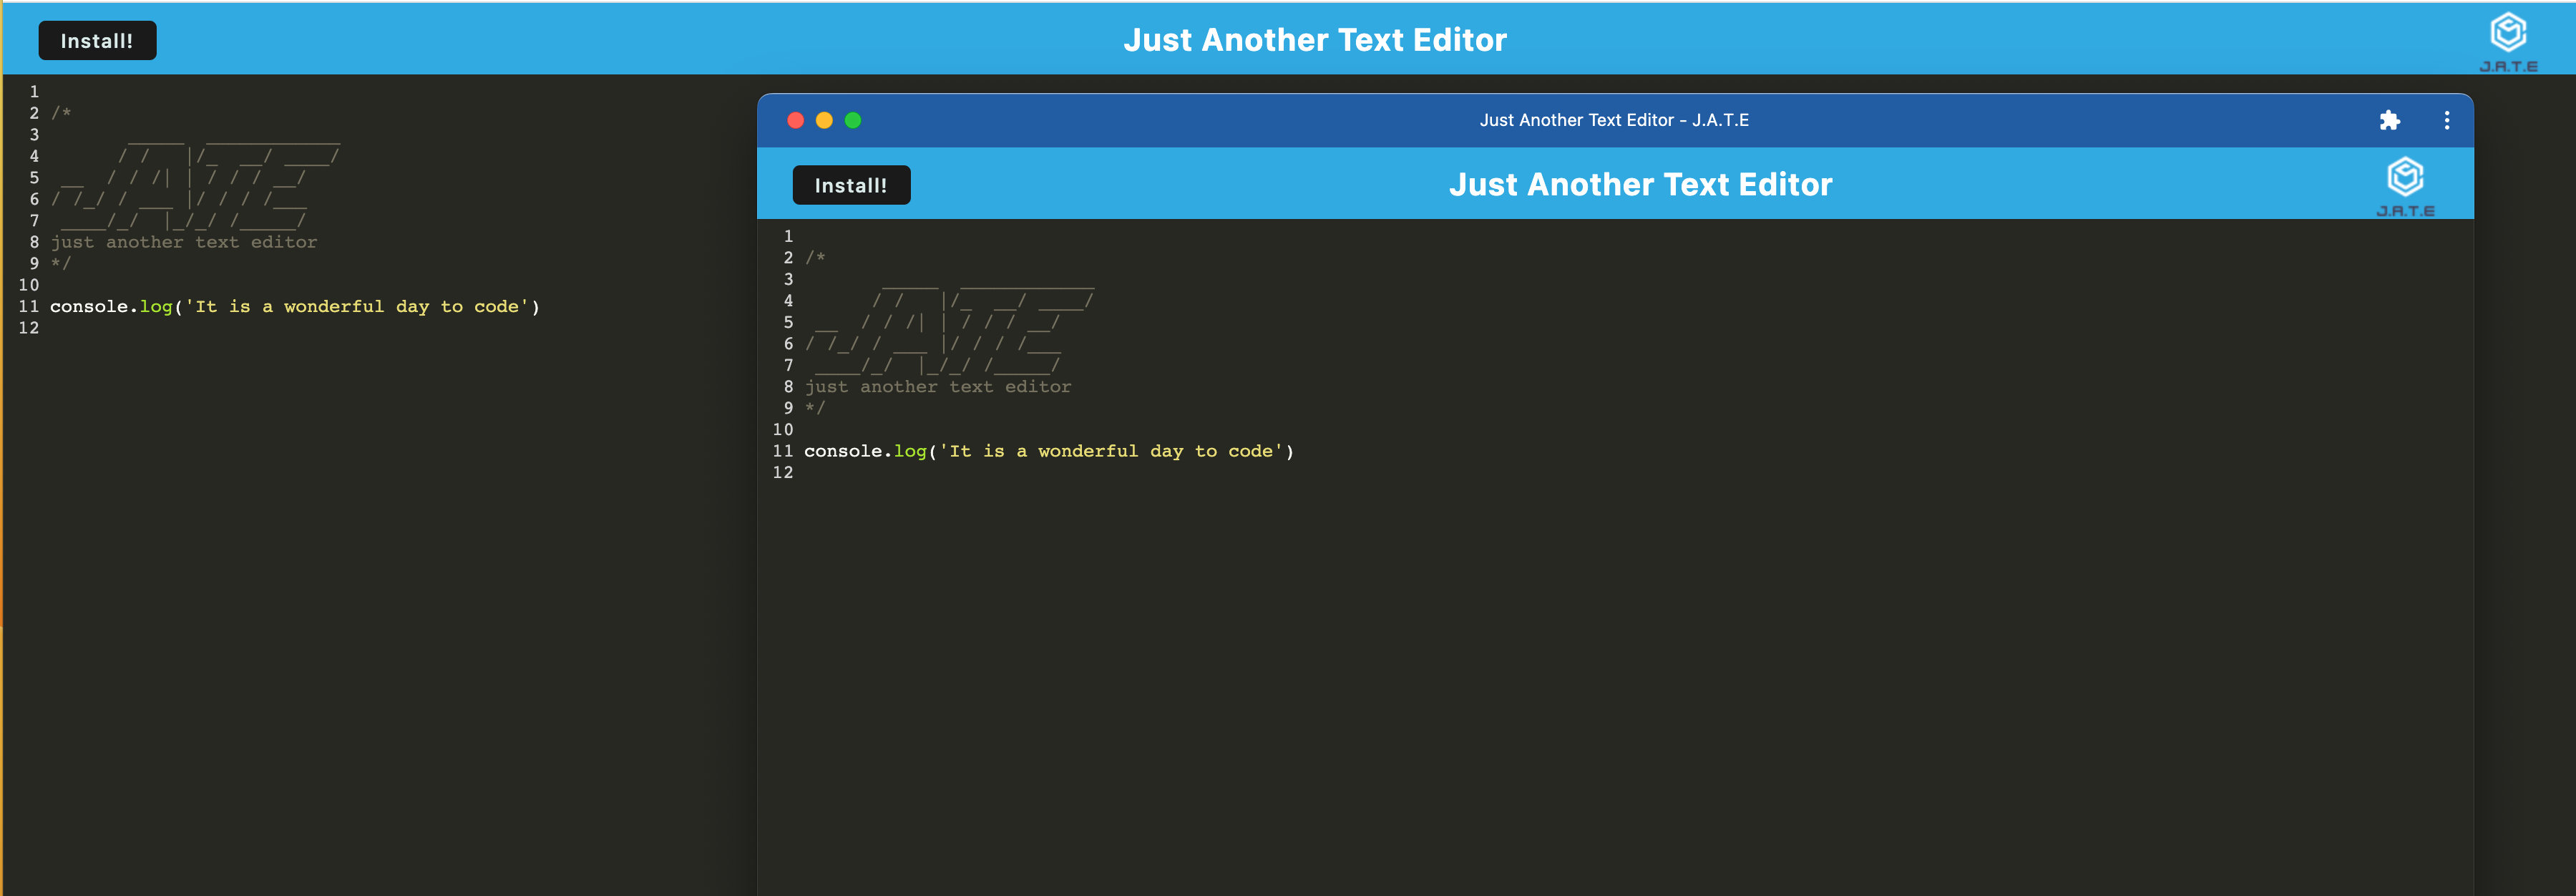 Install!
Just Another Text Editor
J.A.T.E
1
2 /*
3        _____  ____________
4       / /   |/_  __/ ____/
5  __  / / /| | / / / __/
6 / /_/ / ___ |/ / / /___
7  ____/_/  |_/_/ /_____/
8 just another text editor
9 */
10
11 console.log('It is a wonderful day to code')
12
Just Another Text Editor - J.A.T.E
Install!
Just Another Text Editor
J.A.T.E
1
2 /*
3        _____  ____________
4       / /   |/_  __/ ____/
5  __  / / /| | / / / __/
6 / /_/ / ___ |/ / / /___
7  ____/_/  |_/_/ /_____/
8 just another text editor
9 */
10
11 console.log('It is a wonderful day to code')
12